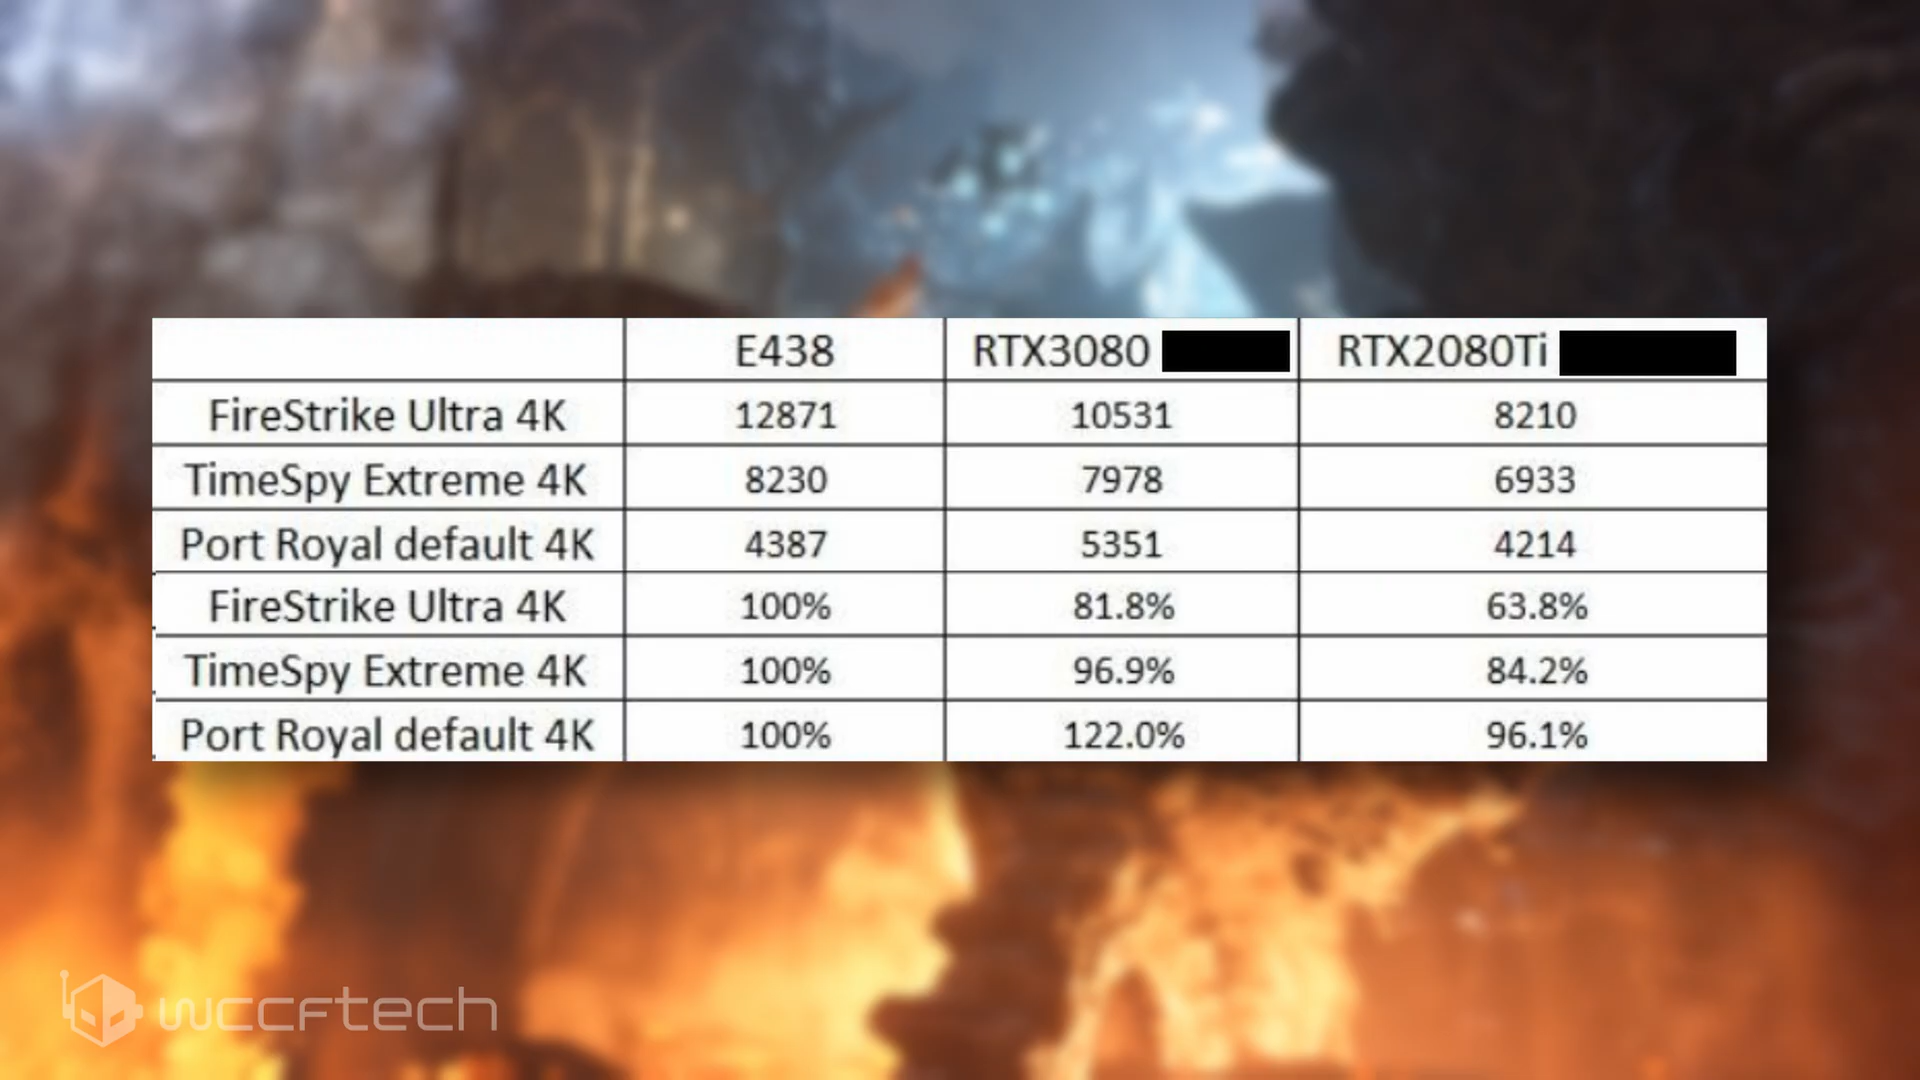 E438 RTX3080 RTX2080Ti
FireStrike Ultra 4K 12871 10531 8210
TimeSpy Extreme 4K 8230 7978 6933
Port Royal default 4K 4387 5351 4214
FireStrike Ultra 4K 100% 81.8% 63.8%
TimeSpy Extreme 4K 100% 96.9% 84.2%
Port Royal default 4K 100% 122.0% 96.1%
wccftech